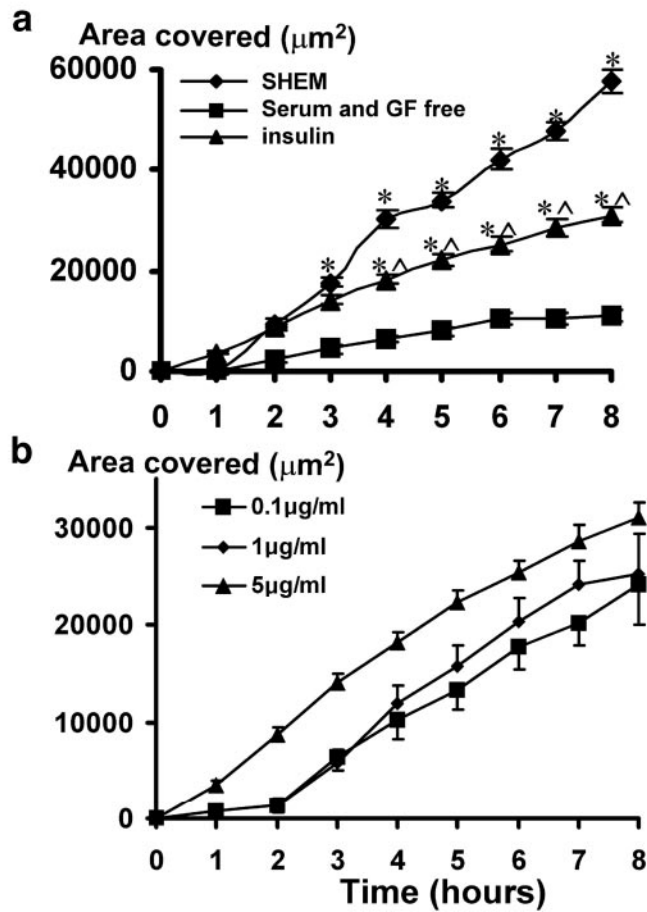 a
Area covered (μm²)
60000
40000
20000
0
SHEM
Serum and GF free
insulin
* * * * * *
*^ *^ *^ *^ *^
0 1 2 3 4 5 6 7 8
b
Area covered (μm²)
30000
20000
10000
0
0.1μg/ml
1μg/ml
5μg/ml
0 1 2 3 4 5 6 7 8
Time (hours)